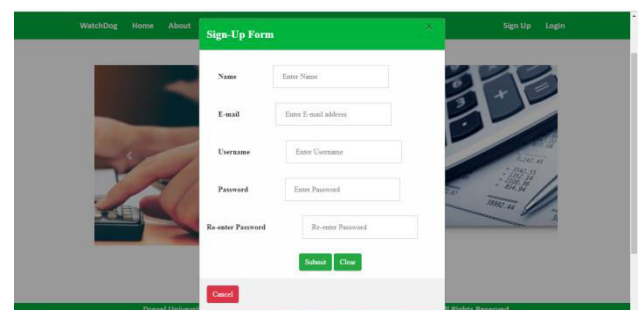 WatchDog Home About Sign Up Login
Sign-Up Form
Name Enter Name
E-mail Enter E-mail address
Username Enter Username
Password Enter Password
Re-enter Password Re-enter Password
Submit Clear
Cancel
Rights Reserved